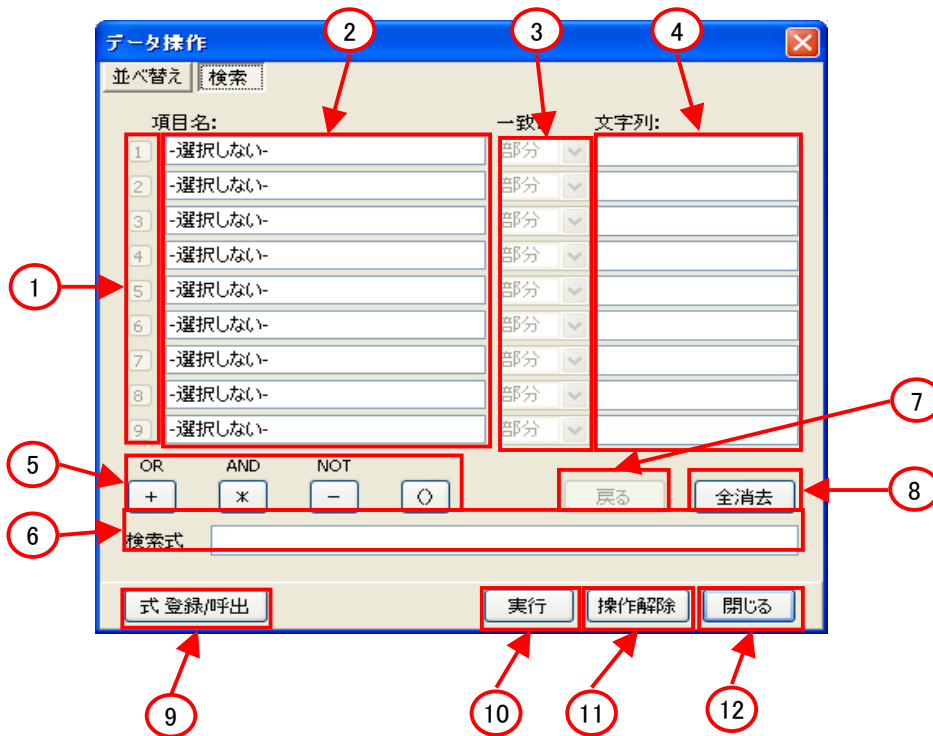 2
3
4
データ操作
並べ替え 検索
項目名: 一致: 文字列:
1 -選択しない- 部分
2 -選択しない- 部分
3 -選択しない- 部分
4 -選択しない- 部分
1
5 -選択しない- 部分
6 -選択しない- 部分
7 -選択しない- 部分
8 -選択しない- 部分
7
9 -選択しない- 部分
5
OR AND NOT
+ * − () 戻る 全消去
8
6
検索式
式 登録/呼出 実行 操作解除 閉じる
9
10
11
12